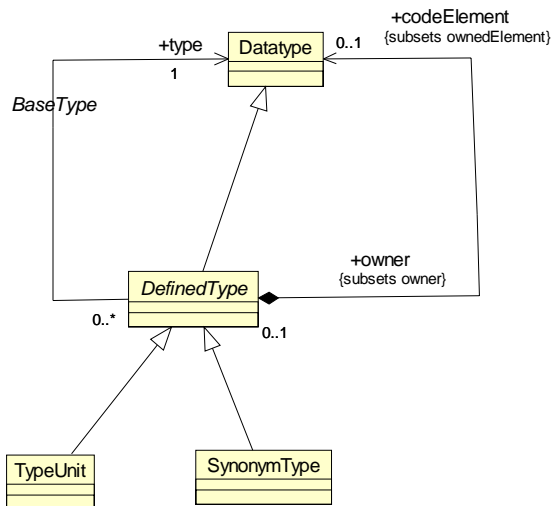 +codeElement
{subsets ownedElement}
+type
Datatype
0..1
1
BaseType
+owner
{subsets owner}
DefinedType
0..*
0..1
TypeUnit
SynonymType